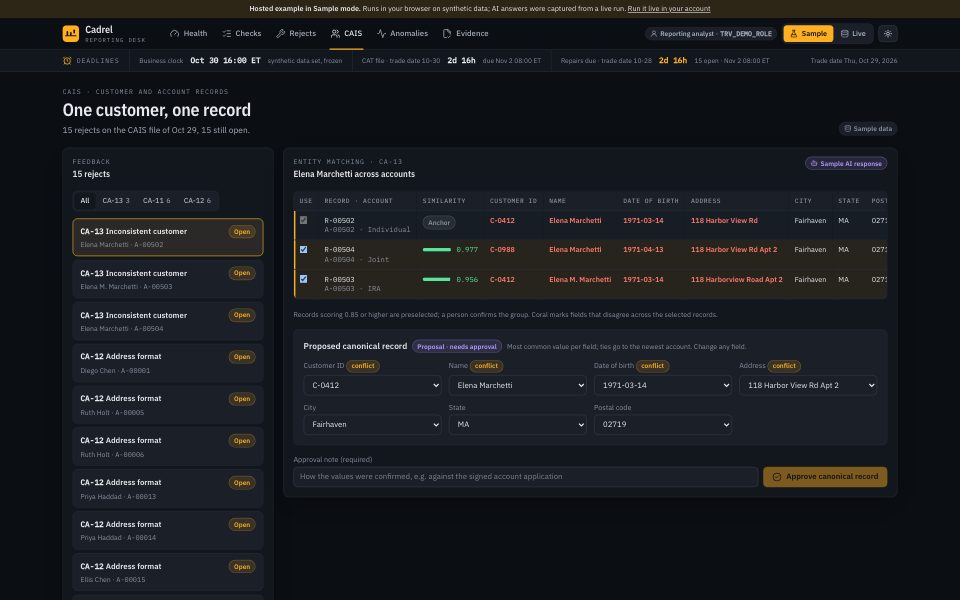 Hosted example in Sample mode. Runs in your browser on synthetic data; AI answers were captured from a live run. Run it live in your account
Cadrel
REPORTING DESK
Health
Checks
Rejects
CAIS
Anomalies
Evidence
Reporting analyst · TRV_DEMO_ROLE
Sample
Live
DEADLINES
Business clock Oct 30 16:00 ET synthetic data set, frozen
CAT file · trade date 10-30 2d 16h due Nov 2 08:00 ET
Repairs due · trade date 10-28 2d 16h 15 open · Nov 2 08:00 ET
Trade date Thu, Oct 29, 2026
CAIS · CUSTOMER AND ACCOUNT RECORDS
One customer, one record
15 rejects on the CAIS file of Oct 29, 15 still open.
Sample data
FEEDBACK
15 rejects
All CA-13 3 CA-11 6 CA-12 6
CA-13 Inconsistent customer Open
Elena Marchetti · A-00502
CA-13 Inconsistent customer Open
Elena M. Marchetti · A-00503
CA-13 Inconsistent customer Open
Elena Marchetti · A-00504
CA-12 Address format Open
Diego Chen · A-00001
CA-12 Address format Open
Ruth Holt · A-00005
CA-12 Address format Open
Ruth Holt · A-00006
CA-12 Address format Open
Priya Haddad · A-00013
CA-12 Address format Open
Priya Haddad · A-00014
CA-12 Address format Open
Ellis Chen · A-00015
ENTITY MATCHING · CA-13
Elena Marchetti across accounts
Sample AI response
USE RECORD · ACCOUNT SIMILARITY CUSTOMER ID NAME DATE OF BIRTH ADDRESS CITY STATE POST
R-00502 Anchor C-0412 Elena Marchetti 1971-03-14 118 Harbor View Rd Fairhaven MA 0271
A-00502 · Individual
R-00504 0.977 C-0988 Elena Marchetti 1971-04-13 118 Harbor View Rd Apt 2 Fairhaven MA 0271
A-00504 · Joint
R-00503 0.956 C-0412 Elena M. Marchetti 1971-03-14 118 Harborview Road Apt 2 Fairhaven MA 0271
A-00503 · IRA
Records scoring 0.85 or higher are preselected; a person confirms the group. Coral marks fields that disagree across the selected records.
Proposed canonical record Proposal · needs approval Most common value per field; ties go to the newest account. Change any field.
Customer ID conflict Name conflict Date of birth conflict Address conflict
C-0412 Elena Marchetti 1971-03-14 118 Harbor View Rd Apt 2
City State Postal code
Fairhaven MA 02719
Approval note (required)
How the values were confirmed, e.g. against the signed account application
Approve canonical record